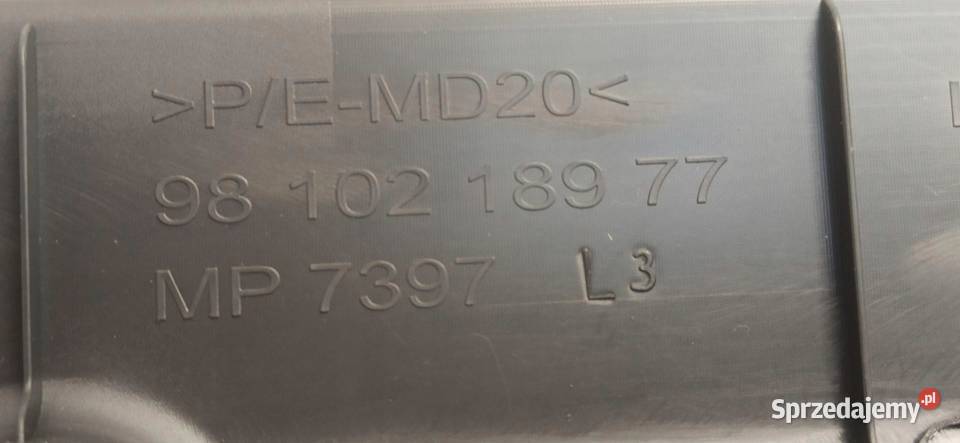 >P/E-MD20<
98 102 189 77
MP 7397 L3
Sprzedajemy.pl